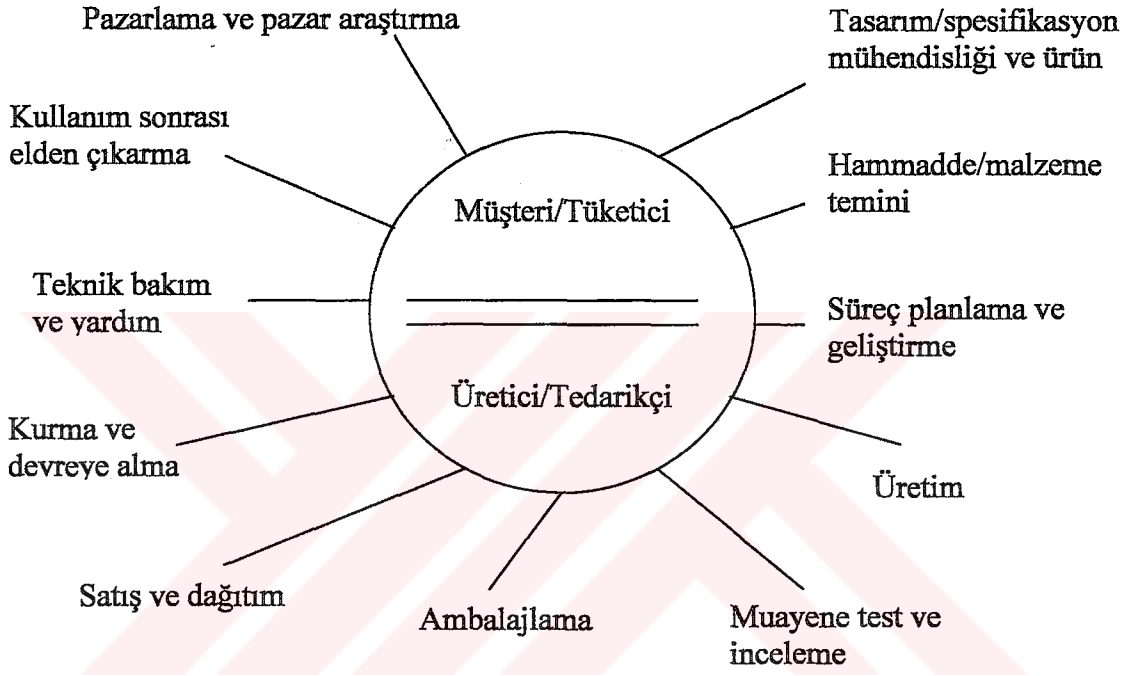 Pazarlama ve pazar araştırma
Tasarım/spesifikasyon
mühendisliği ve ürün
Kullanım sonrası
elden çıkarma
Hammadde/malzeme
temini
Müşteri/Tüketici
Teknik bakım
ve yardım
Süreç planlama ve
geliştirme
Üretici/Tedarikçi
Kurma ve
devreye alma
Üretim
Satış ve dağıtım
Ambalajlama
Muayene test ve
inceleme